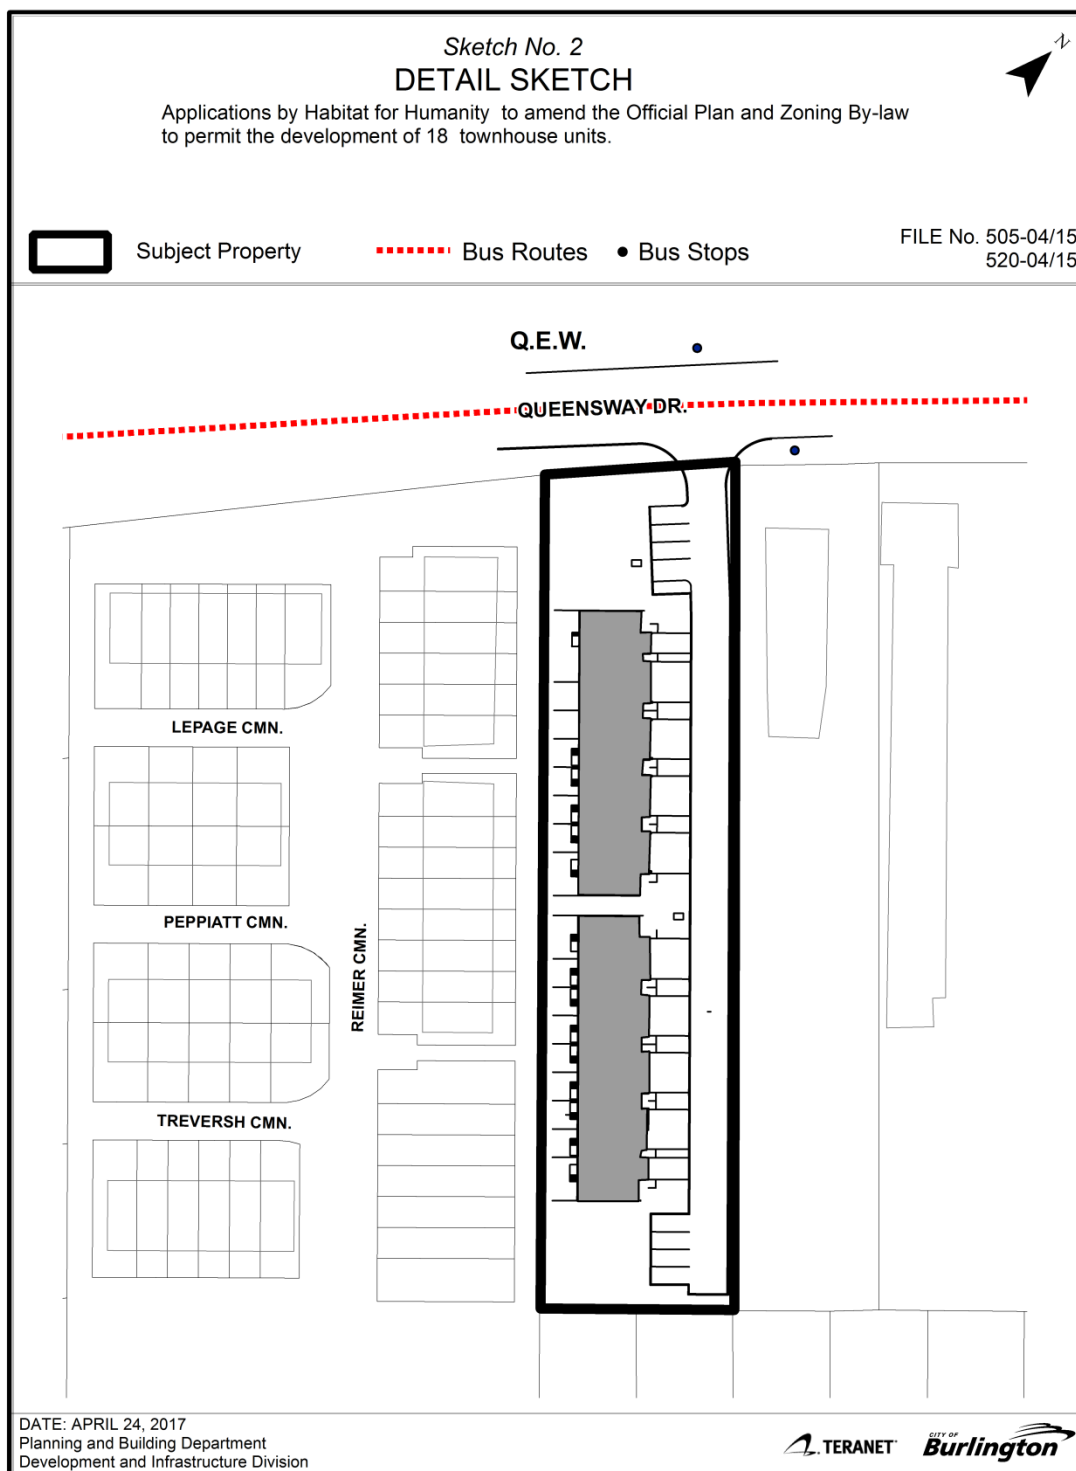 Sketch No. 2
DETAIL SKETCH
N
Applications by Habitat for Humanity to amend the Official Plan and Zoning By-law
to permit the development of 18 townhouse units.
Subject Property
Bus Routes
Bus Stops
FILE No. 505-04/15
520-04/15
Q.E.W.
QUEENSWAY DR.
LEPAGE CMN.
PEPPIATT CMN.
REIMER CMN.
TREVERSH CMN.
DATE: APRIL 24, 2017
Planning and Building Department
Development and Infrastructure Division
TERANET
CITY OF
Burlington